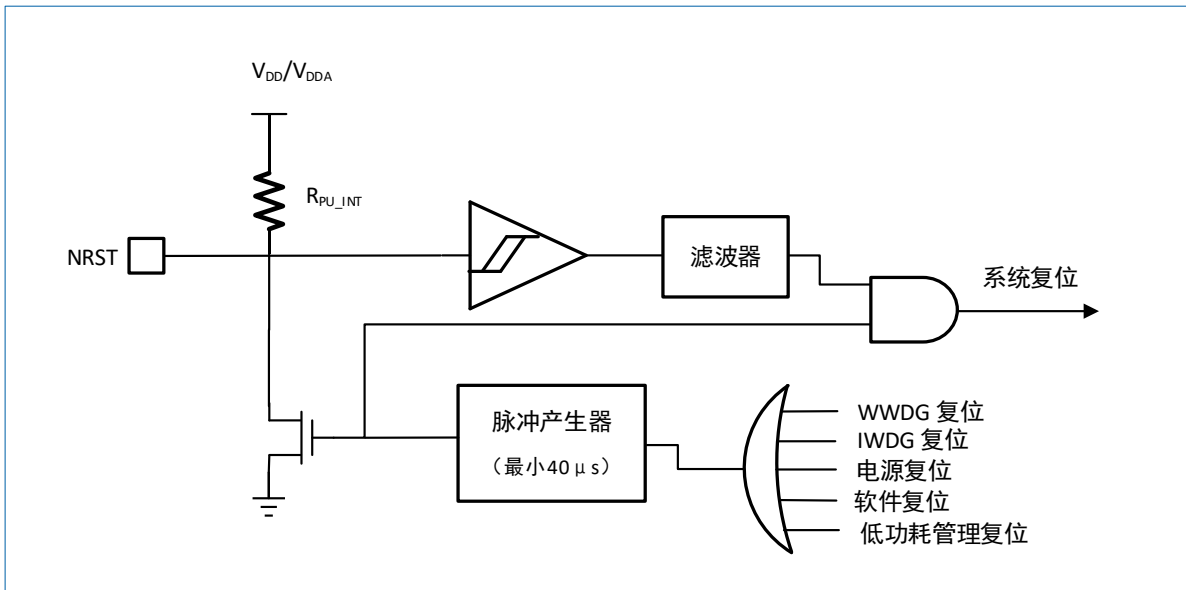 VDD/VDDA
RPU_INT
NRST
滤波器
系统复位
脉冲产生器
（最小40μs）
WWDG 复位
IWDG 复位
电源复位
软件复位
低功耗管理复位